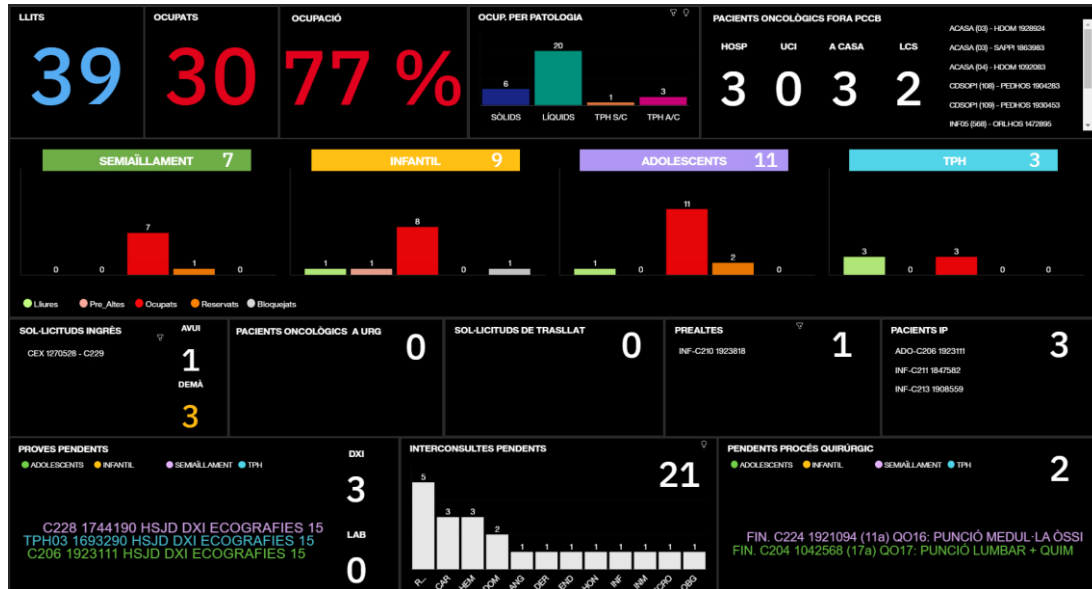 LLITS
39
OCUPATS
30
OCUPACIÓ
77 %
OCUP. PER PATOLOGIA
6
20
1
3
SÒLIDS LÍQUIDS TPH S/C TPH A/C
PACIENTS ONCOLÒGICS FORA PCCB
HOSP UCI A CASA LCS
3 0 3 2
ACASA (03) - HDOM 1928924
ACASA (03) - SAPPI 1863983
ACASA (04) - HDOM 1092083
CDSOP1 (108) - PEDHOS 1904283
CDSOP1 (109) - PEDHOS 1930453
INF05 (568) - ORLHOS 1472895
SEMIAÏLLAMENT 7
0 0 7 1 0
INFANTIL 9
1 1 8 0 1
ADOLESCENTS 11
1 0 11 2 0
TPH 3
3 0 3 0 0
Lliures Pre_Altes Ocupats Reservats Bloquejats
SOL·LICITUDS INGRÉS
CEX 1270528 - C229
AVUI
1
DEMÀ
3
PACIENTS ONCOLÒGICS A URG
0
SOL·LICITUDS DE TRASLLAT
0
PREALTES
INF-C210 1923818
1
PACIENTS IP
ADO-C206 1923111
INF-C211 1847582
INF-C213 1908559
3
PROVES PENDENTS
ADOLESCENTS INFANTIL SEMIAÏLLAMENT TPH
C228 1744190 HSJD DXI ECOGRAFIES 15
TPH03 1693290 HSJD DXI ECOGRAFIES 15
C206 1923111 HSJD DXI ECOGRAFIES 15
DXI
3
LAB
0
INTERCONSULTES PENDENTS
21
5 3 3 2 1 1 1 1 1 1 1 1
R... CAR HEM DOM ANG DER END HON INF INM CRO OBG
PENDENTS PROCÉS QUIRÚRGIC
ADOLESCENTS INFANTIL SEMIAÏLLAMENT TPH
2
FIN. C224 1921094 (11a) QO16: PUNCIÓ MEDUL·LA ÒSSI
FIN. C204 1042568 (17a) QO17: PUNCIÓ LUMBAR + QUIM